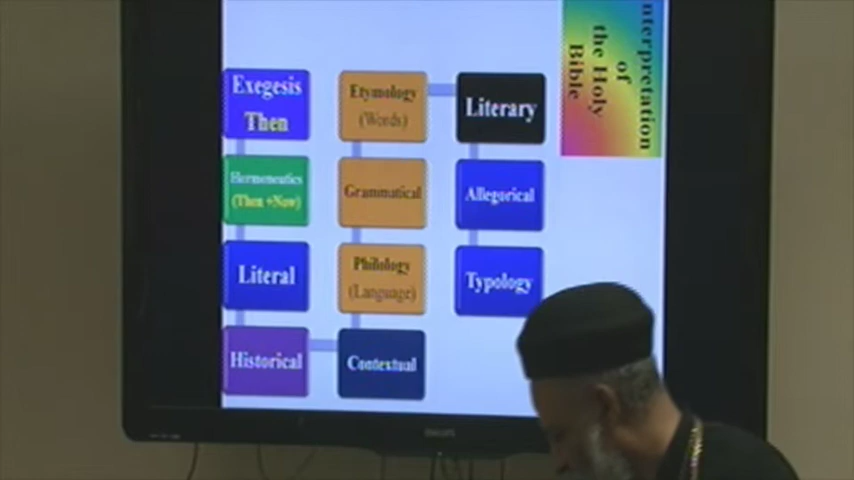 Interpretation
of
the Holy
Bible
Exegesis
Then
Hermeneutics
(Then +Now)
Literal
Historical
Etymology
(Words)
Grammatical
Philology
(Language)
Contextual
Literary
Allegorical
Typology
PHILIPS